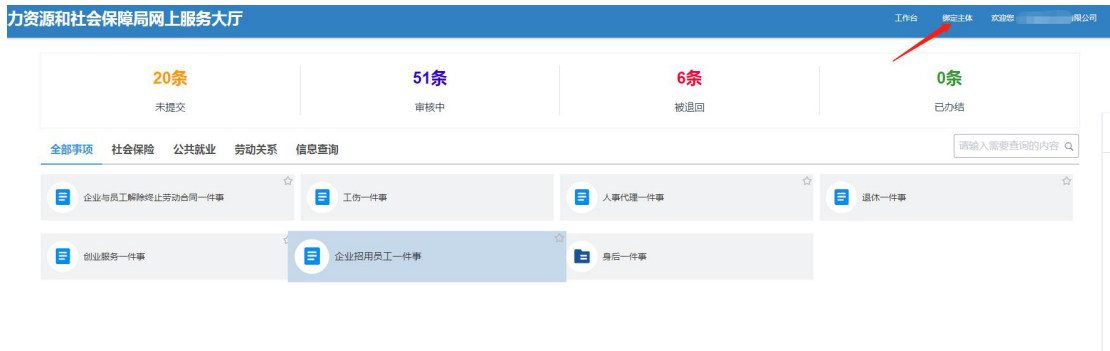 力资源和社会保障局网上服务大厅
工作台 绑定主体 欢迎您 限公司
20条 51条 6条 0条
未提交 审核中 被退回 已办结
全部事项 社会保险 公共就业 劳动关系 信息查询 请输入需要查询的内容
企业与员工解除终止劳动合同一件事 工伤一件事 人事代理一件事 退休一件事
创业服务一件事 企业招用员工一件事 身后一件事